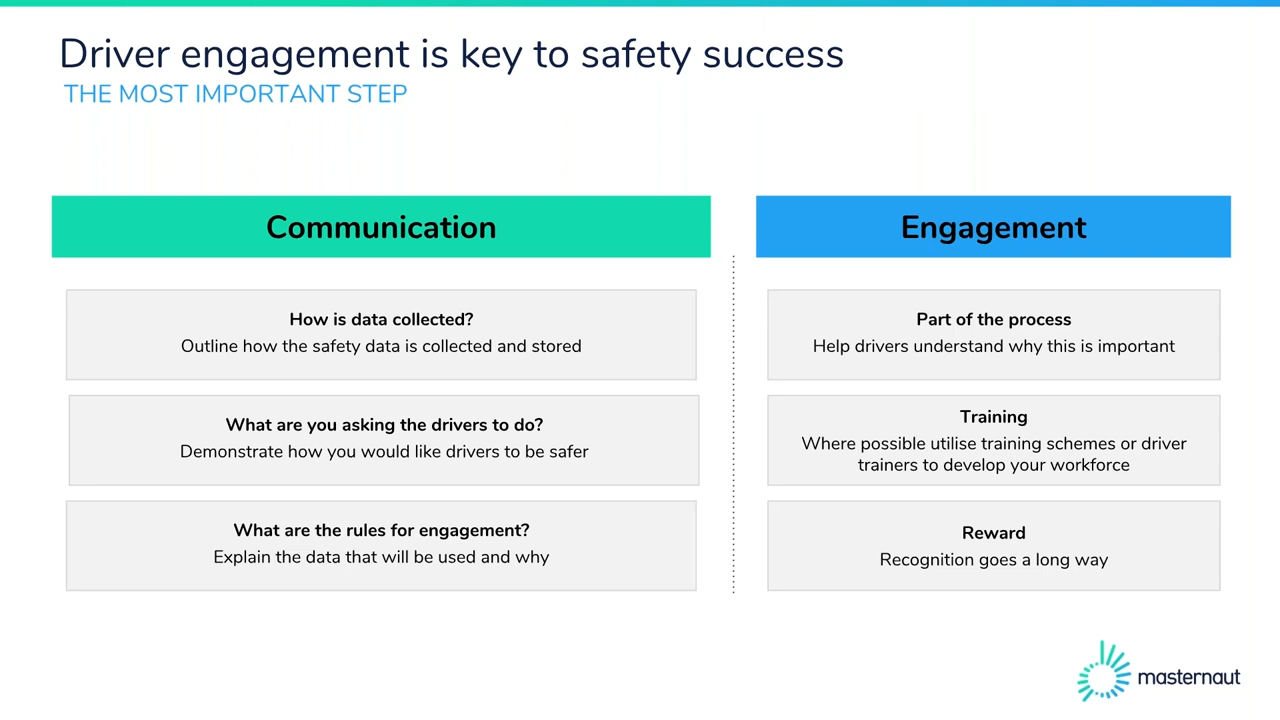 Driver engagement is key to safety success
THE MOST IMPORTANT STEP
Communication
How is data collected?
Outline how the safety data is collected and stored
What are you asking the drivers to do?
Demonstrate how you would like drivers to be safer
What are the rules for engagement?
Explain the data that will be used and why
Engagement
Part of the process
Help drivers understand why this is important
Training
Where possible utilise training schemes or driver
trainers to develop your workforce
Reward
Recognition goes a long way
masternaut